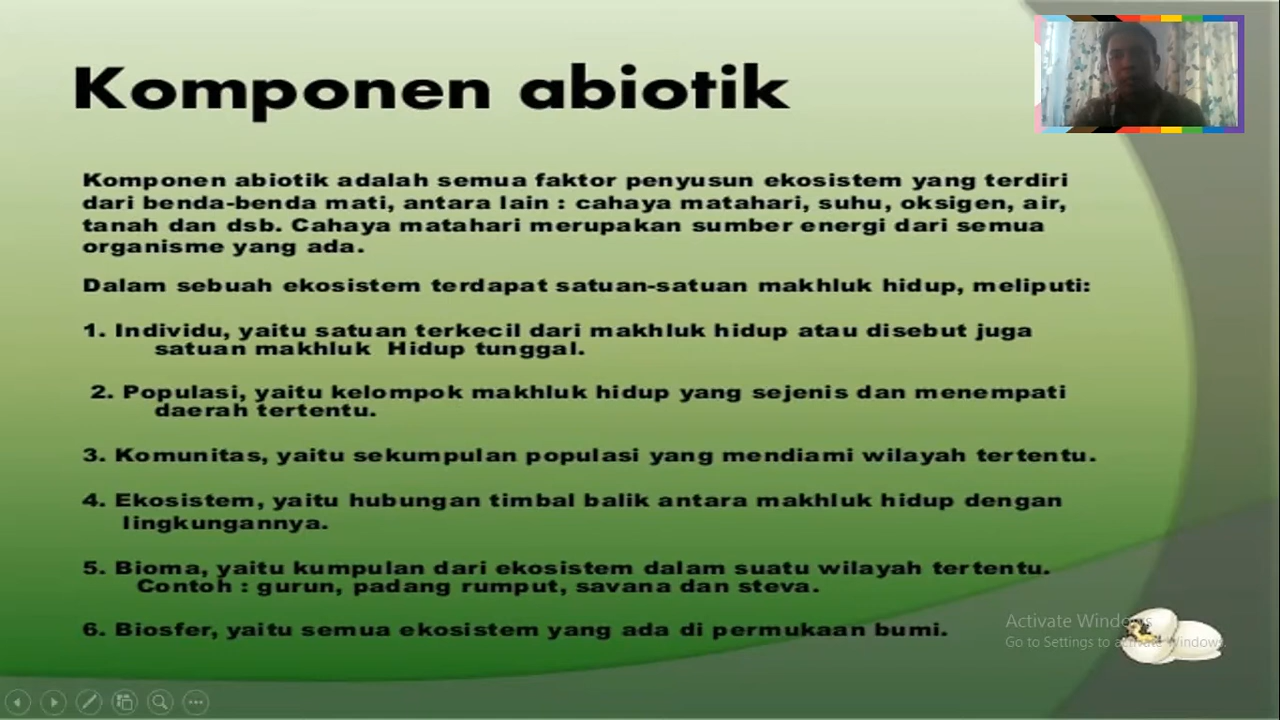 Komponen abiotik
Komponen abiotik adalah semua faktor penyusun ekosistem yang terdiri
dari benda-benda mati, antara lain : cahaya matahari, suhu, oksigen, air,
tanah dan dsb. Cahaya matahari merupakan sumber energi dari semua
organisme yang ada.
Dalam sebuah ekosistem terdapat satuan-satuan makhluk hidup, meliputi:
1. Individu, yaitu satuan terkecil dari makhluk hidup atau disebut juga
satuan makhluk Hidup tunggal.
2. Populasi, yaitu kelompok makhluk hidup yang sejenis dan menempati
daerah tertentu.
3. Komunitas, yaitu sekumpulan populasi yang mendiami wilayah tertentu.
4. Ekosistem, yaitu hubungan timbal balik antara makhluk hidup dengan
lingkungannya.
5. Bioma, yaitu kumpulan dari ekosistem dalam suatu wilayah tertentu.
Contoh : gurun, padang rumput, savana dan steva.
6. Biosfer, yaitu semua ekosistem yang ada di permukaan bumi.
Activate Windows
Go to Settings to activate Windows.